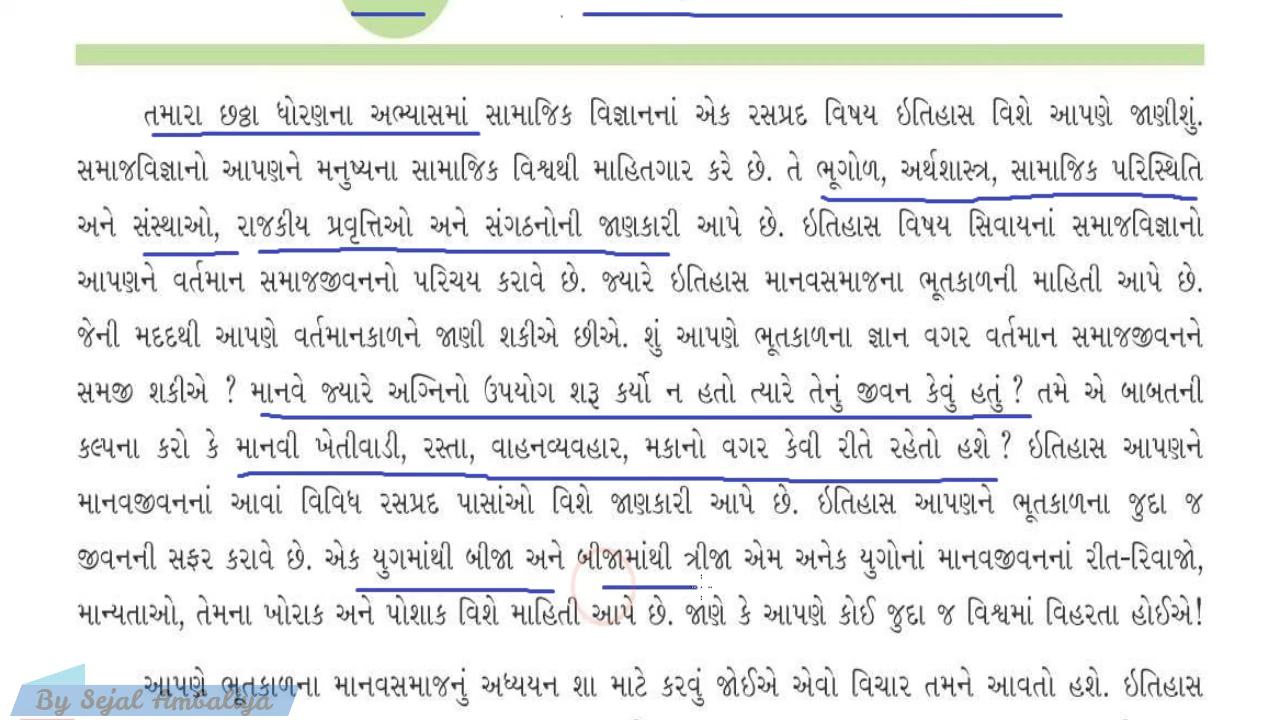 તમારા છઠ્ઠા ધોરણના અભ્યાસમાં સામાજિક વિજ્ઞાનનાં એક રસપ્રદ વિષય ઇતિહાસ વિશે આપણે જાણીશું.
સમાજવિજ્ઞાનો આપણને મનુષ્યના સામાજિક વિશ્વથી માહિતગાર કરે છે. તે ભૂગોળ, અર્થશાસ્ત્ર, સામાજિક પરિસ્થિતિ
અને સંસ્થાઓ, રાજકીય પ્રવૃત્તિઓ અને સંગઠનોની જાણકારી આપે છે. ઇતિહાસ વિષય સિવાયનાં સમાજવિજ્ઞાનો
આપણને વર્તમાન સમાજજીવનનો પરિચય કરાવે છે. જ્યારે ઇતિહાસ માનવસમાજના ભૂતકાળની માહિતી આપે છે.
જેની મદદથી આપણે વર્તમાનકાળને જાણી શકીએ છીએ. શું આપણે ભૂતકાળના જ્ઞાન વગર વર્તમાન સમાજજીવનને
સમજી શકીએ ? માનવે જ્યારે અગ્નિનો ઉપયોગ શરૂ કર્યો ન હતો ત્યારે તેનું જીવન કેવું હતું ? તમે એ બાબતની
કલ્પના કરો કે માનવી ખેતીવાડી, રસ્તા, વાહનવ્યવહાર, મકાનો વગર કેવી રીતે રહેતો હશે ? ઇતિહાસ આપણને
માનવજીવનનાં આવાં વિવિધ રસપ્રદ પાસાંઓ વિશે જાણકારી આપે છે. ઇતિહાસ આપણને ભૂતકાળના જુદા જ
જીવનની સફર કરાવે છે. એક યુગમાંથી બીજા અને બીજામાંથી ત્રીજા એમ અનેક યુગોનાં માનવજીવનનાં રીત-રિવાજો,
માન્યતાઓ, તેમના ખોરાક અને પોશાક વિશે માહિતી આપે છે. જાણે કે આપણે કોઈ જુદા જ વિશ્વમાં વિહરતા હોઈએ!
આપણે ભૂતકાળના માનવસમાજનું અધ્યયન શા માટે કરવું જોઈએ એવો વિચાર તમને આવતો હશે. ઇતિહાસ
By Sejal Ambaliya